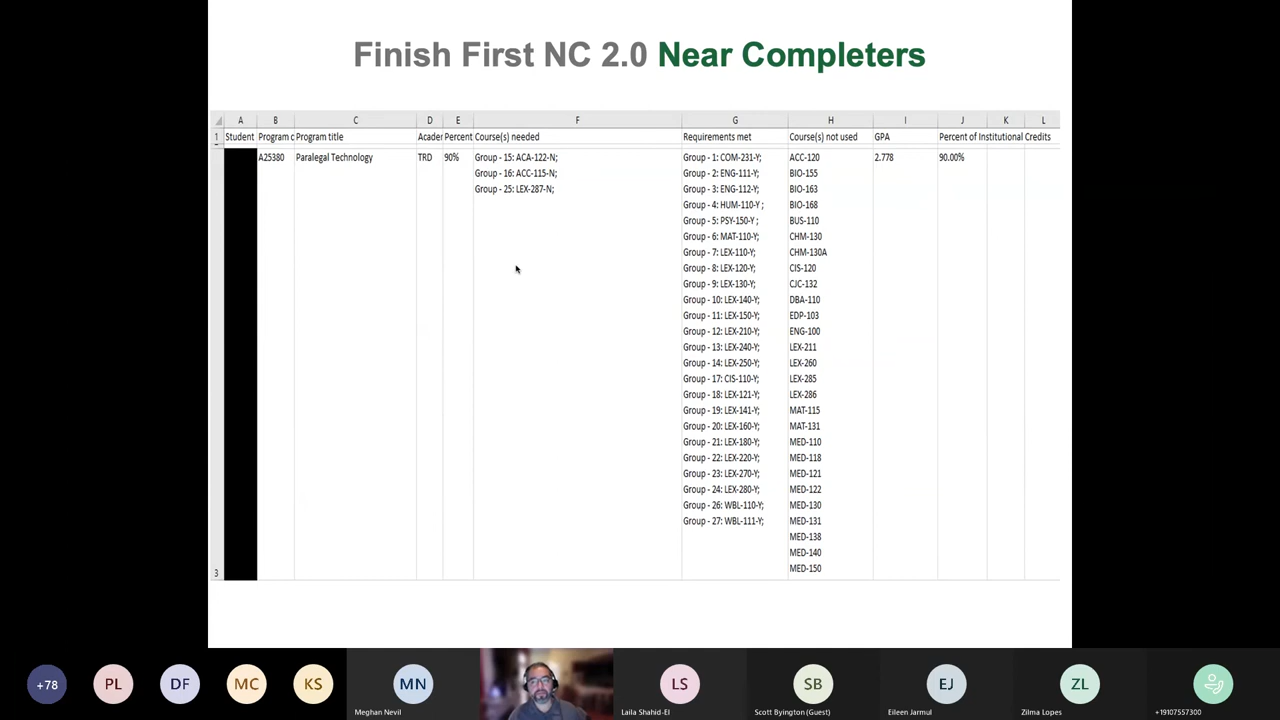 Finish First NC 2.0 Near Completers
A B C D E F G H I J K L
1 Student Program c Program title Acader Percent Course(s) needed Requirements met Course(s) not used GPA Percent of Institutional Credits
A25380 Paralegal Technology TRD 90% Group - 15: ACA-122-N; Group - 1: COM-231-Y; ACC-120 2.778 90.00%
Group - 16: ACC-115-N; Group - 2: ENG-111-Y; BIO-155
Group - 25: LEX-287-N; Group - 3: ENG-112-Y; BIO-163
Group - 4: HUM-110-Y ; BIO-168
Group - 5: PSY-150-Y ; BUS-110
Group - 6: MAT-110-Y; CHM-130
Group - 7: LEX-110-Y; CHM-130A
Group - 8: LEX-120-Y; CIS-120
Group - 9: LEX-130-Y; CJC-132
Group - 10: LEX-140-Y; DBA-110
Group - 11: LEX-150-Y; EDP-103
Group - 12: LEX-210-Y; ENG-100
Group - 13: LEX-240-Y; LEX-211
Group - 14: LEX-250-Y; LEX-260
Group - 17: CIS-110-Y; LEX-285
Group - 18: LEX-121-Y; LEX-286
Group - 19: LEX-141-Y; MAT-115
Group - 20: LEX-160-Y; MAT-131
Group - 21: LEX-180-Y; MED-110
Group - 22: LEX-220-Y; MED-118
Group - 23: LEX-270-Y; MED-121
Group - 24: LEX-280-Y; MED-122
Group - 26: WBL-110-Y; MED-130
Group - 27: WBL-111-Y; MED-131
MED-138
MED-140
3 MED-150
+78 PL DF MC KS MN LS SB EJ ZL
Meghan Nevil Laila Shahid-El Scott Byington (Guest) Eileen Jarmul Zilma Lopes +19107557300